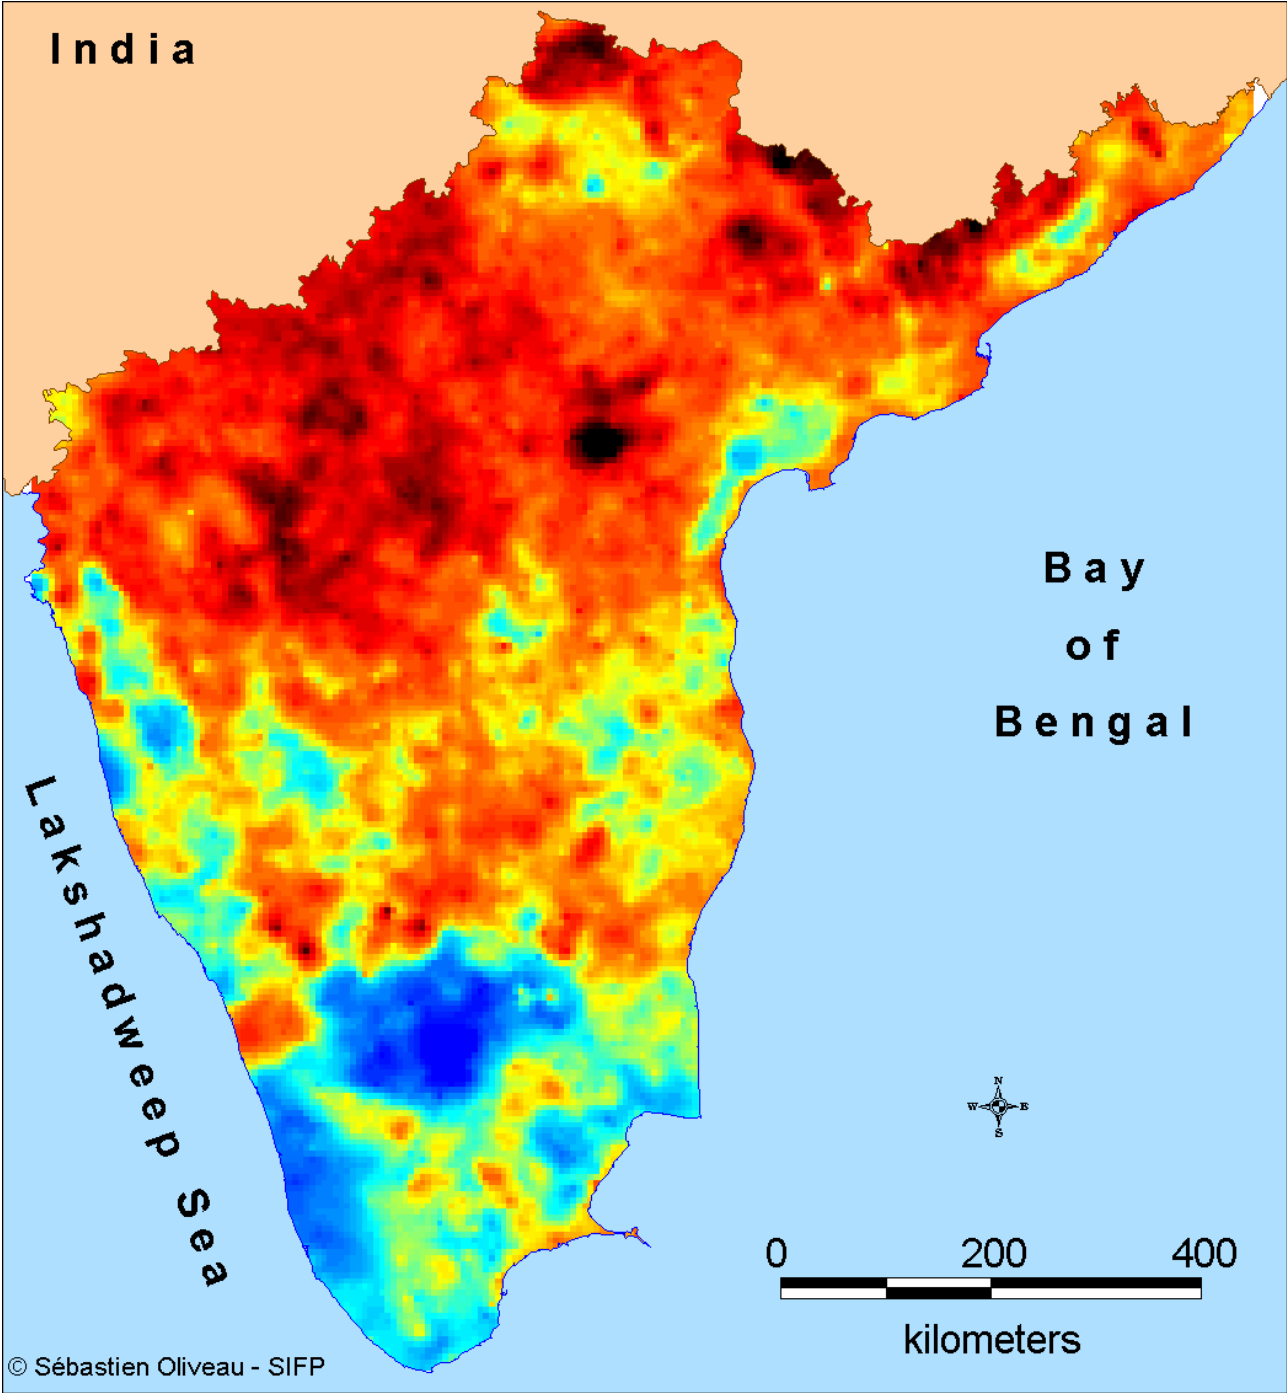 India
Bay
of
Bengal
Lakshadweep Sea
N
W E
S
0 200 400
kilometers
© Sébastien Oliveau - SIFP